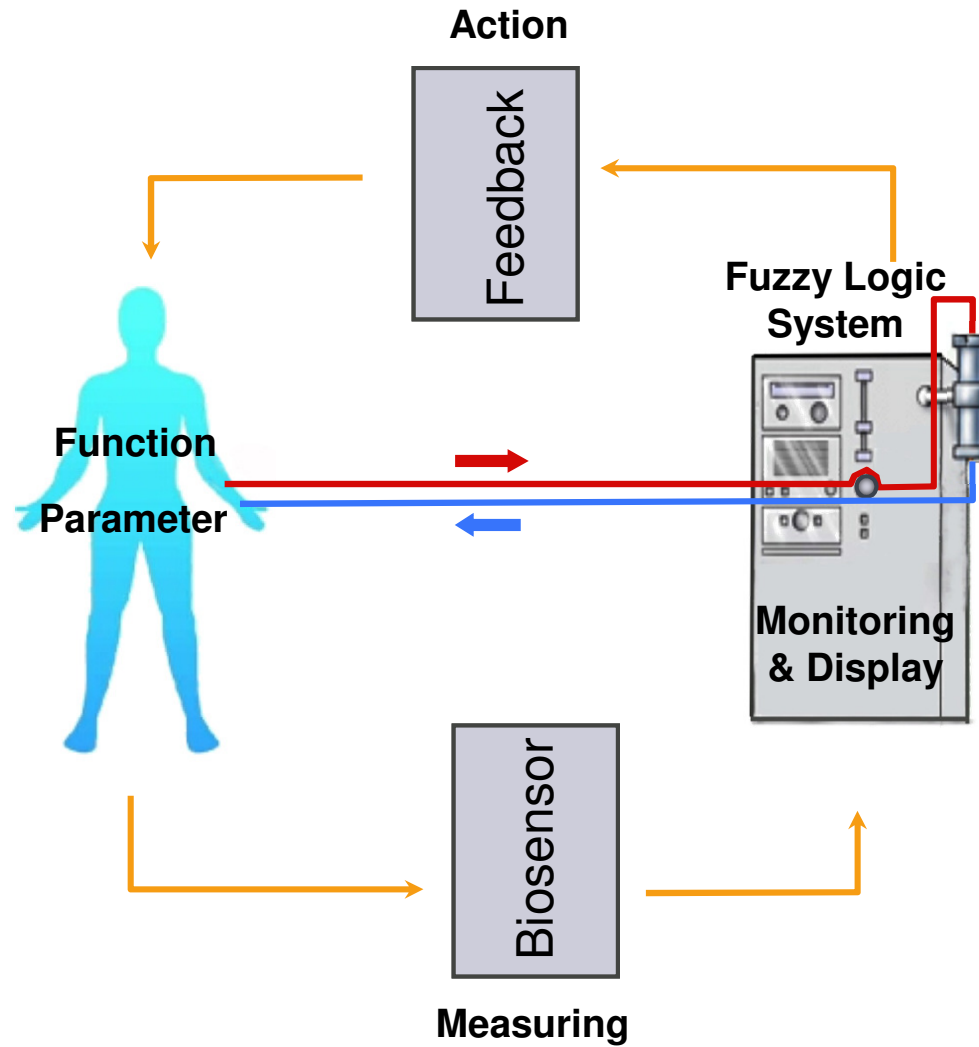 Action
Feedback
Fuzzy Logic
System
Function
Parameter
Monitoring
& Display
Biosensor
Measuring